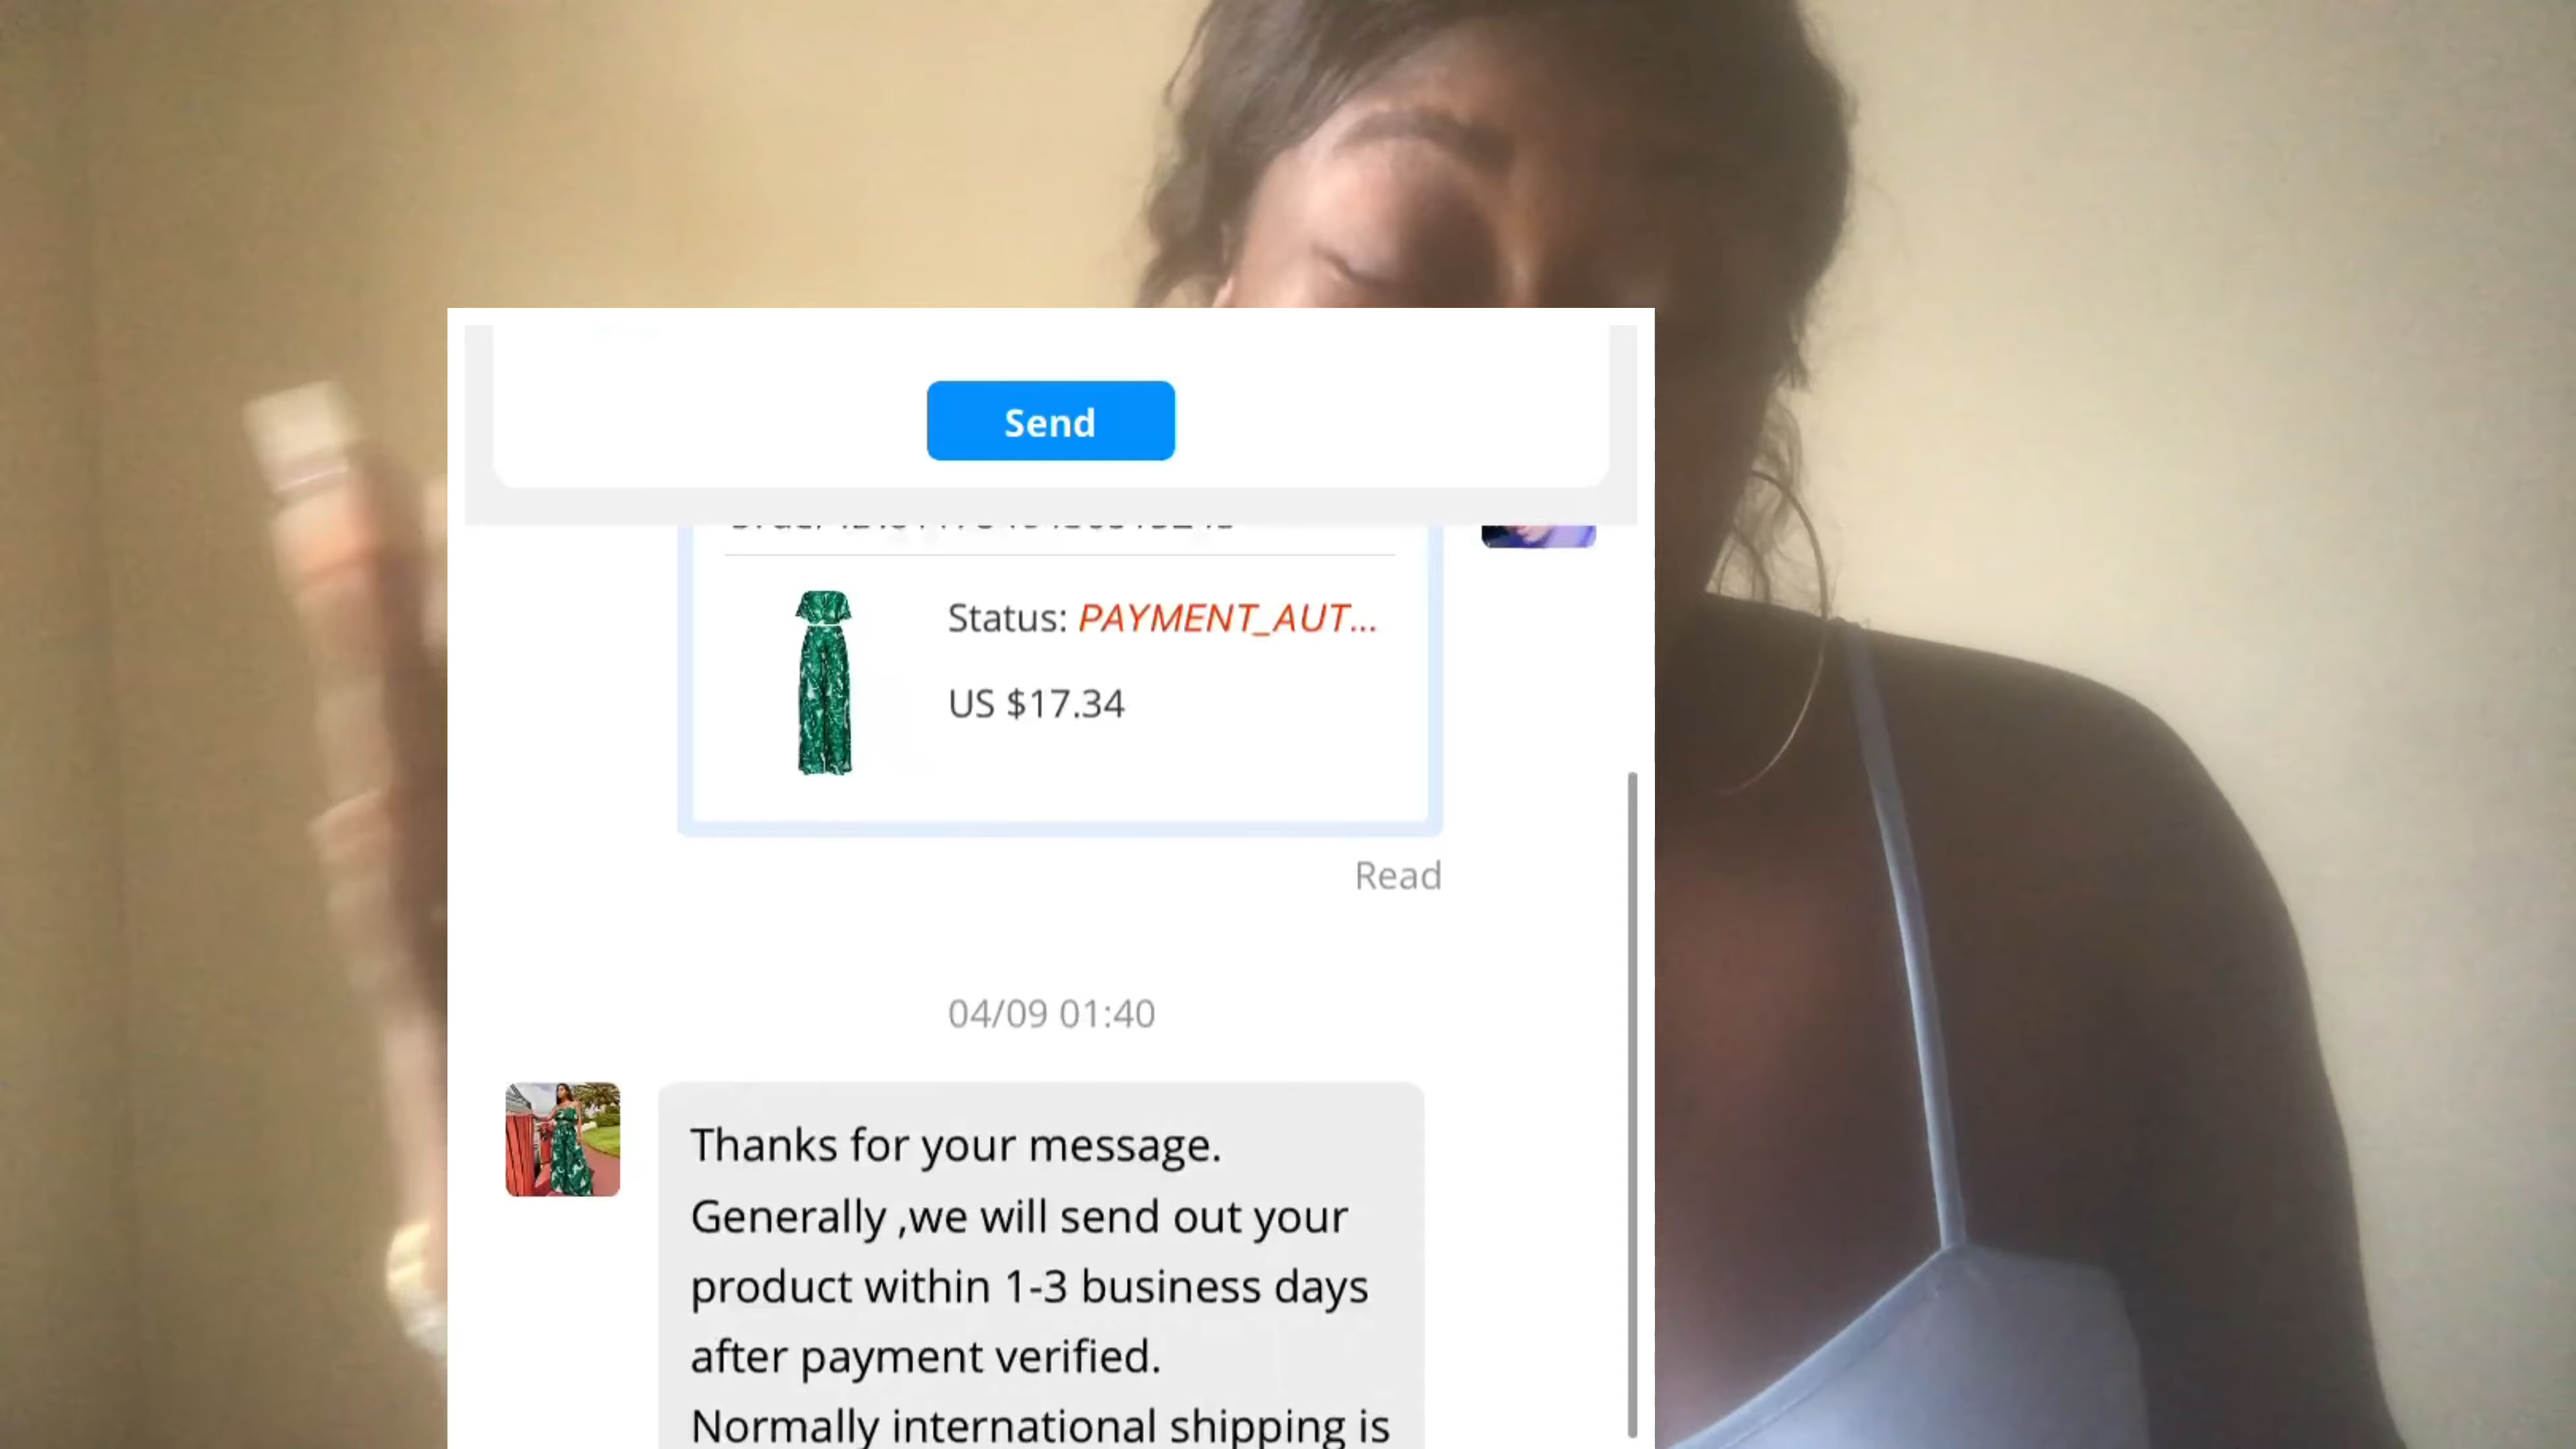 Send
Status: PAYMENT_AUT...
US $17.34
Read
04/09 01:40
Thanks for your message.
Generally ,we will send out your
product within 1-3 business days
after payment verified.
Normally international shipping is